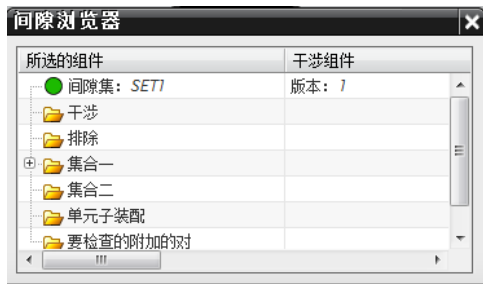 间隙浏览器
所选的组件 干涉组件
间隙集：SET1 版本：1
干涉
排除
集合一
集合二
单元子装配
要检查的附加的对